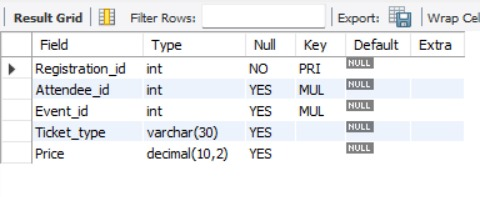 Result Grid Filter Rows: Export: Wrap Cel
Field Type Null Key Default Extra
Registration_id int NO PRI NULL
Attendee_id int YES MUL NULL
Event_id int YES MUL NULL
Ticket_type varchar(30) YES NULL
Price decimal(10,2) YES NULL